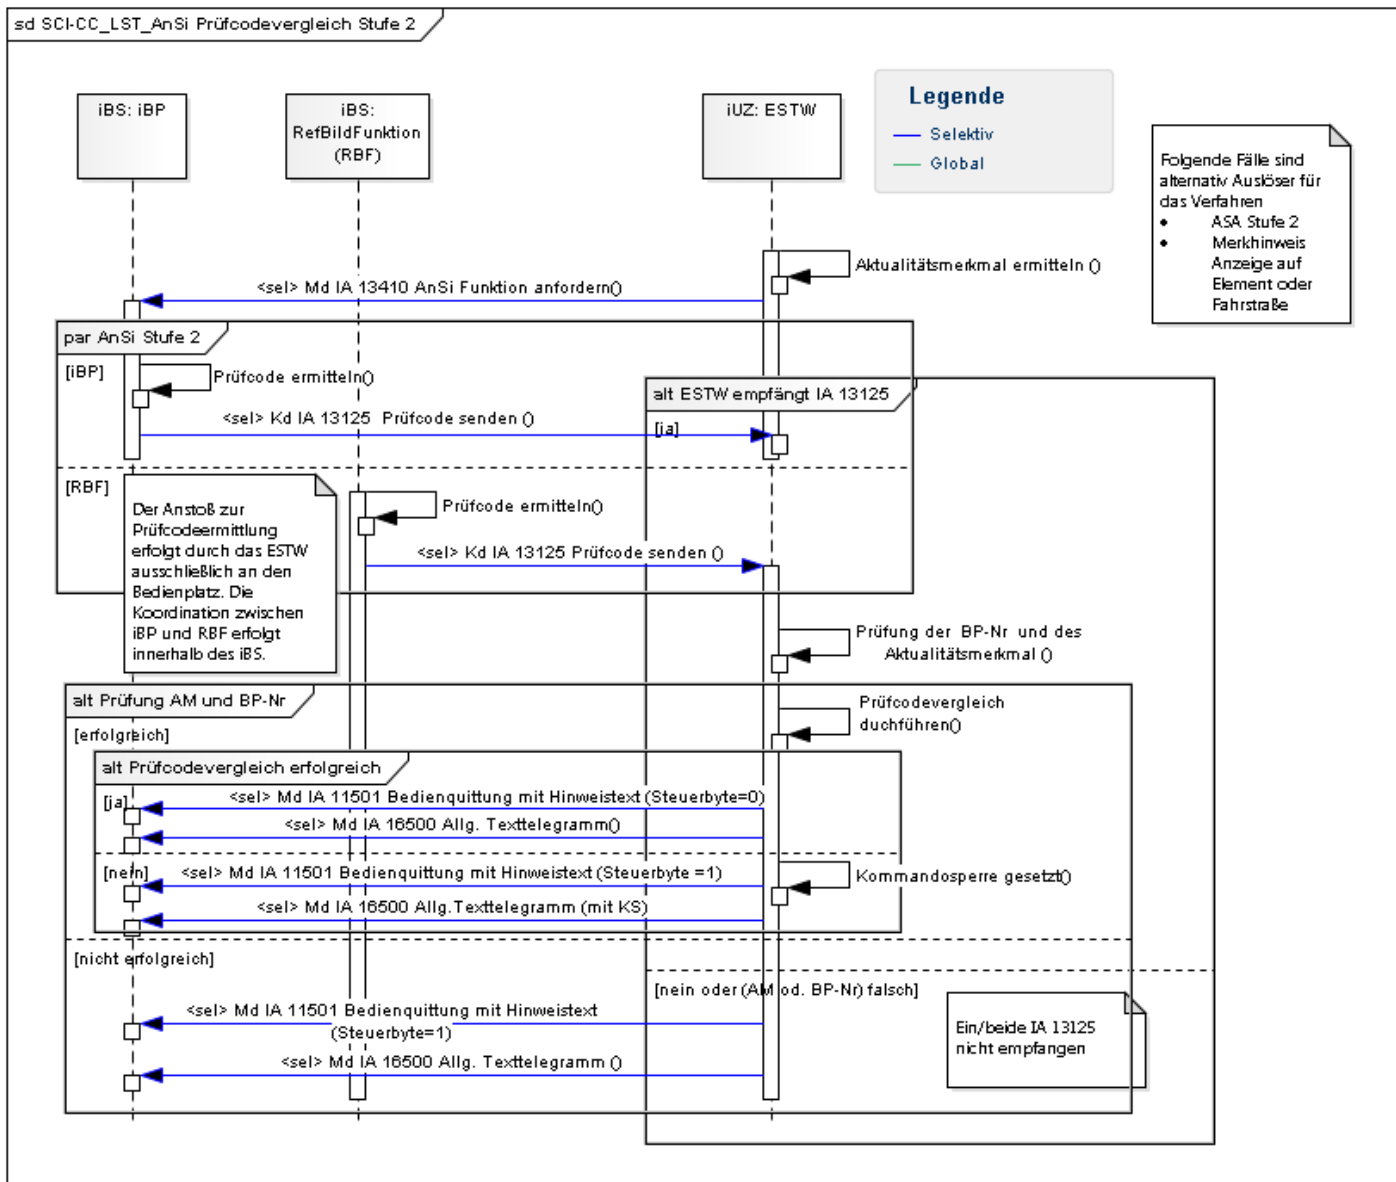 sd SCI-CC_LST_AnSi Prüfcodevergleich Stufe 2
iBS: iBP
iBS:
RefBildFunktion
(RBF)
iUZ: ESTW
Legende
Selektiv
Global
Folgende Fälle sind
alternativ Auslöser für
das Verfahren
• ASA Stufe 2
• Merkhinweis
Anzeige auf
Element oder
Fahrstraße
Aktualitätsmerkmal ermitteln ()
<sel> Md IA 13410 AnSi Funktion anfordern()
par AnSi Stufe 2
[iBP]
Prüfcode ermitteln()
alt ESTW empfängt IA 13125
<sel> Kd IA 13125  Prüfcode senden ()
[ja]
[RBF]
Der Anstoß zur
Prüfcodeermittlung
erfolgt durch das ESTW
ausschließlich an den
Bedienplatz. Die
Koordination zwischen
iBP und RBF erfolgt
innerhalb des iBS.
Prüfcode ermitteln()
<sel> Kd IA 13125 Prüfcode senden ()
Prüfung der  BP-Nr  und des
Aktualitätsmerkmal ()
alt Prüfung AM und BP-Nr
[erfolgreich]
Prüfcodevergleich
duchführen()
alt Prüfcodevergleich erfolgreich
[ja]
<sel> Md IA 11501 Bedienquittung mit Hinweistext (Steuerbyte=0)
<sel> Md IA 16500 Allg. Texttelegramm()
[nein]
<sel> Md IA 11501 Bedienquittung mit Hinweistext (Steuerbyte =1)
Kommandosperre gesetzt()
<sel> Md IA 16500 Allg.Texttelegramm (mit KS)
[nicht erfolgreich]
[nein oder (AM od. BP-Nr) falsch]
<sel> Md IA 11501 Bedienquittung mit Hinweistext
(Steuerbyte=1)
Ein/beide IA 13125
nicht empfangen
<sel> Md IA 16500 Allg. Texttelegramm ()